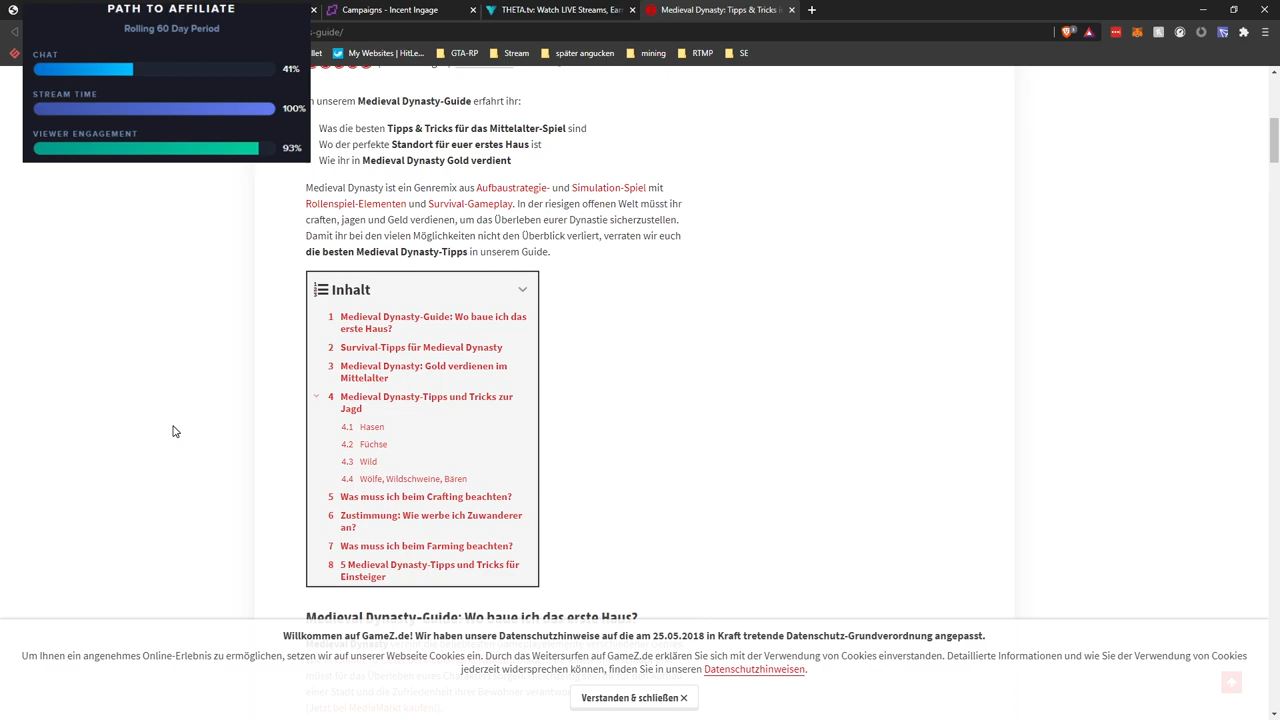 PATH TO AFFILIATE
Rolling 60 Day Period
CHAT
41%
STREAM TIME
100%
VIEWER ENGAGEMENT
93%
Campaigns - Incent Ingage
THETA.tv: Watch LIVE Streams, Earn
Medieval Dynasty: Tipps & Tricks in
s-guide/
llet
My Websites | HitLe...
GTA-RP
Stream
später angucken
mining
RTMP
SE
n unserem Medieval Dynasty-Guide erfahrt ihr:
Was die besten Tipps & Tricks für das Mittelalter-Spiel sind
Wo der perfekte Standort für euer erstes Haus ist
Wie ihr in Medieval Dynasty Gold verdient
Medieval Dynasty ist ein Genremix aus Aufbaustrategie- und Simulation-Spiel mit
Rollenspiel-Elementen und Survival-Gameplay. In der riesigen offenen Welt müsst ihr
craften, jagen und Geld verdienen, um das Überleben eurer Dynastie sicherzustellen.
Damit ihr bei den vielen Möglichkeiten nicht den Überblick verliert, verraten wir euch
die besten Medieval Dynasty-Tipps in unserem Guide.
Inhalt
1 Medieval Dynasty-Guide: Wo baue ich das
erste Haus?
2 Survival-Tipps für Medieval Dynasty
3 Medieval Dynasty: Gold verdienen im
Mittelalter
4 Medieval Dynasty-Tipps und Tricks zur
Jagd
4.1 Hasen
4.2 Füchse
4.3 Wild
4.4 Wölfe, Wildschweine, Bären
5 Was muss ich beim Crafting beachten?
6 Zustimmung: Wie werbe ich Zuwanderer
an?
7 Was muss ich beim Farming beachten?
8 5 Medieval Dynasty-Tipps und Tricks für
Einsteiger
Medieval Dynasty-Guide: Wo baue ich das erste Haus?
Willkommen auf GameZ.de! Wir haben unsere Datenschutzhinweise auf die am 25.05.2018 in Kraft tretende Datenschutz-Grundverordnung angepasst.
Um Ihnen ein angenehmes Online-Erlebnis zu ermöglichen, setzen wir auf unserer Webseite Cookies ein. Durch das Weitersurfen auf GameZ.de erklären Sie sich mit der Verwendung von Cookies einverstanden. Detaillierte Informationen und wie Sie der Verwendung von Cookies
jederzeit widersprechen können, finden Sie in unseren Datenschutzhinweisen.
Verstanden & schließen ✕